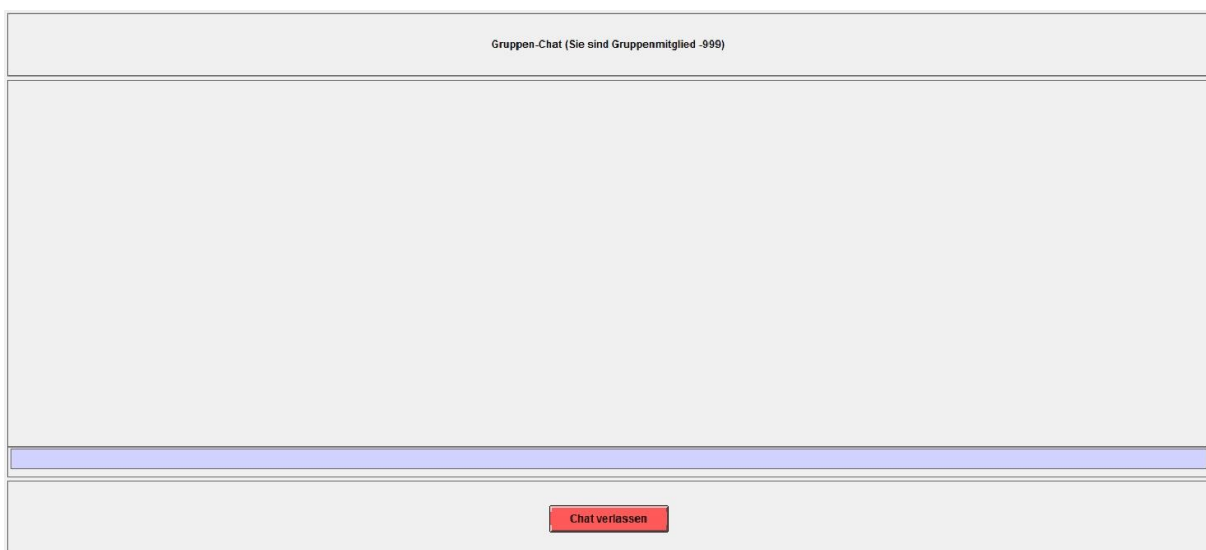 Gruppen-Chat (Sie sind Gruppenmitglied -999)
Chat verlassen